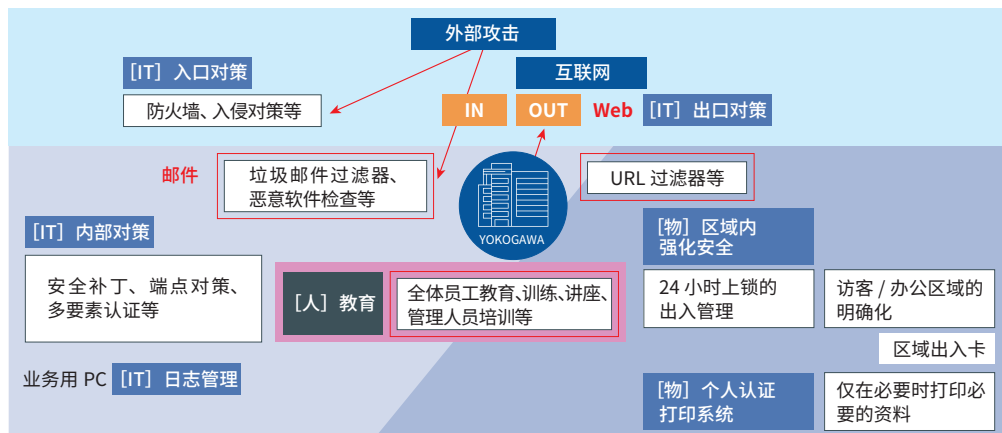 外部攻击
[IT] 入口对策
互联网
防火墙、入侵对策等
IN
OUT
Web
[IT] 出口对策
邮件
垃圾邮件过滤器、
恶意软件检查等
URL 过滤器等
YOKOGAWA
[IT] 内部对策
安全补丁、端点对策、
多要素认证等
[人] 教育
全体员工教育、训练、讲座、
管理人员培训等
[物] 区域内
强化安全
24 小时上锁的
出入管理
访客 / 办公区域的
明确化
区域出入卡
业务用 PC
[IT] 日志管理
[物] 个人认证
打印系统
仅在必要时打印必
要的资料